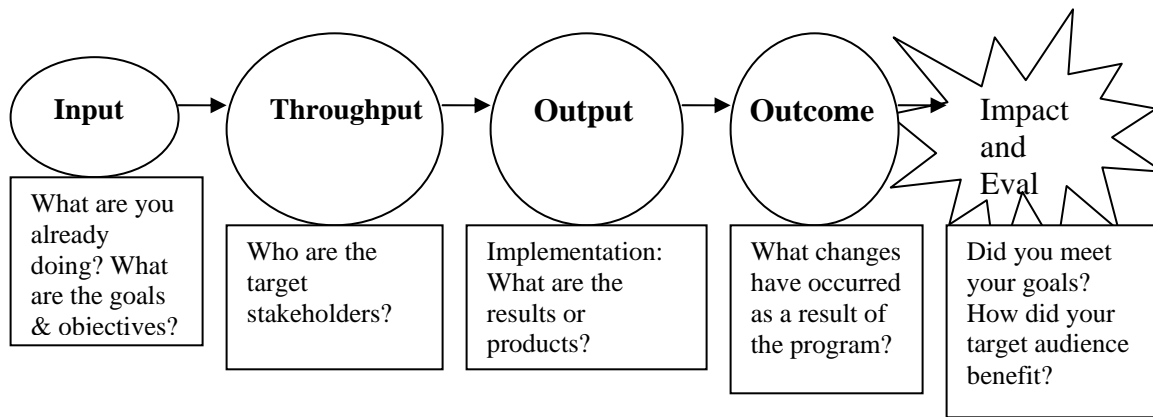 Input
Throughput
Output
Outcome
Impact
and
Eval
What are you
already
doing? What
are the goals
& objectives?
Who are the
target
stakeholders?
Implementation:
What are the
results or
products?
What changes
have occurred
as a result of
the program?
Did you meet
your goals?
How did your
target audience
benefit?